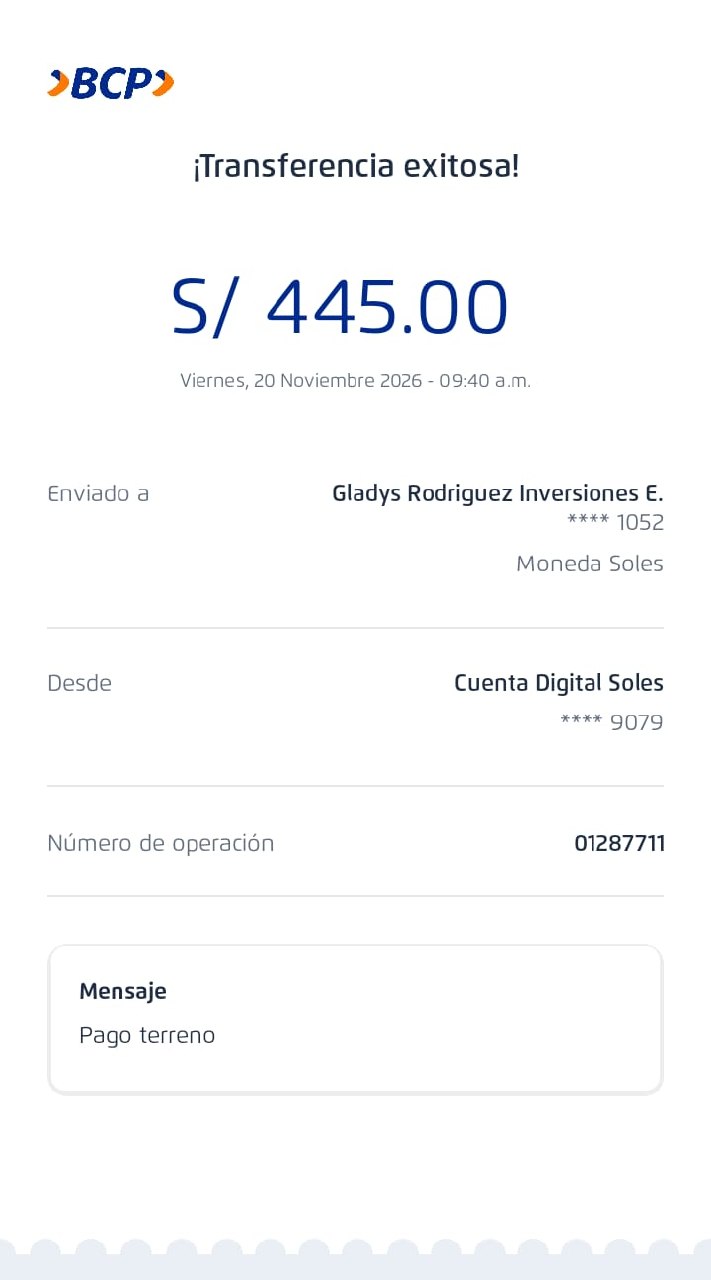 BCP
¡Transferencia exitosa!
S/ 445.00
Viernes, 20 Noviembre 2026 - 09:40 a.m.
Enviado a
Gladys Rodriguez Inversiones E.
**** 1052
Moneda Soles
Desde
Cuenta Digital Soles
**** 9079
Número de operación
01287711
Mensaje
Pago terreno